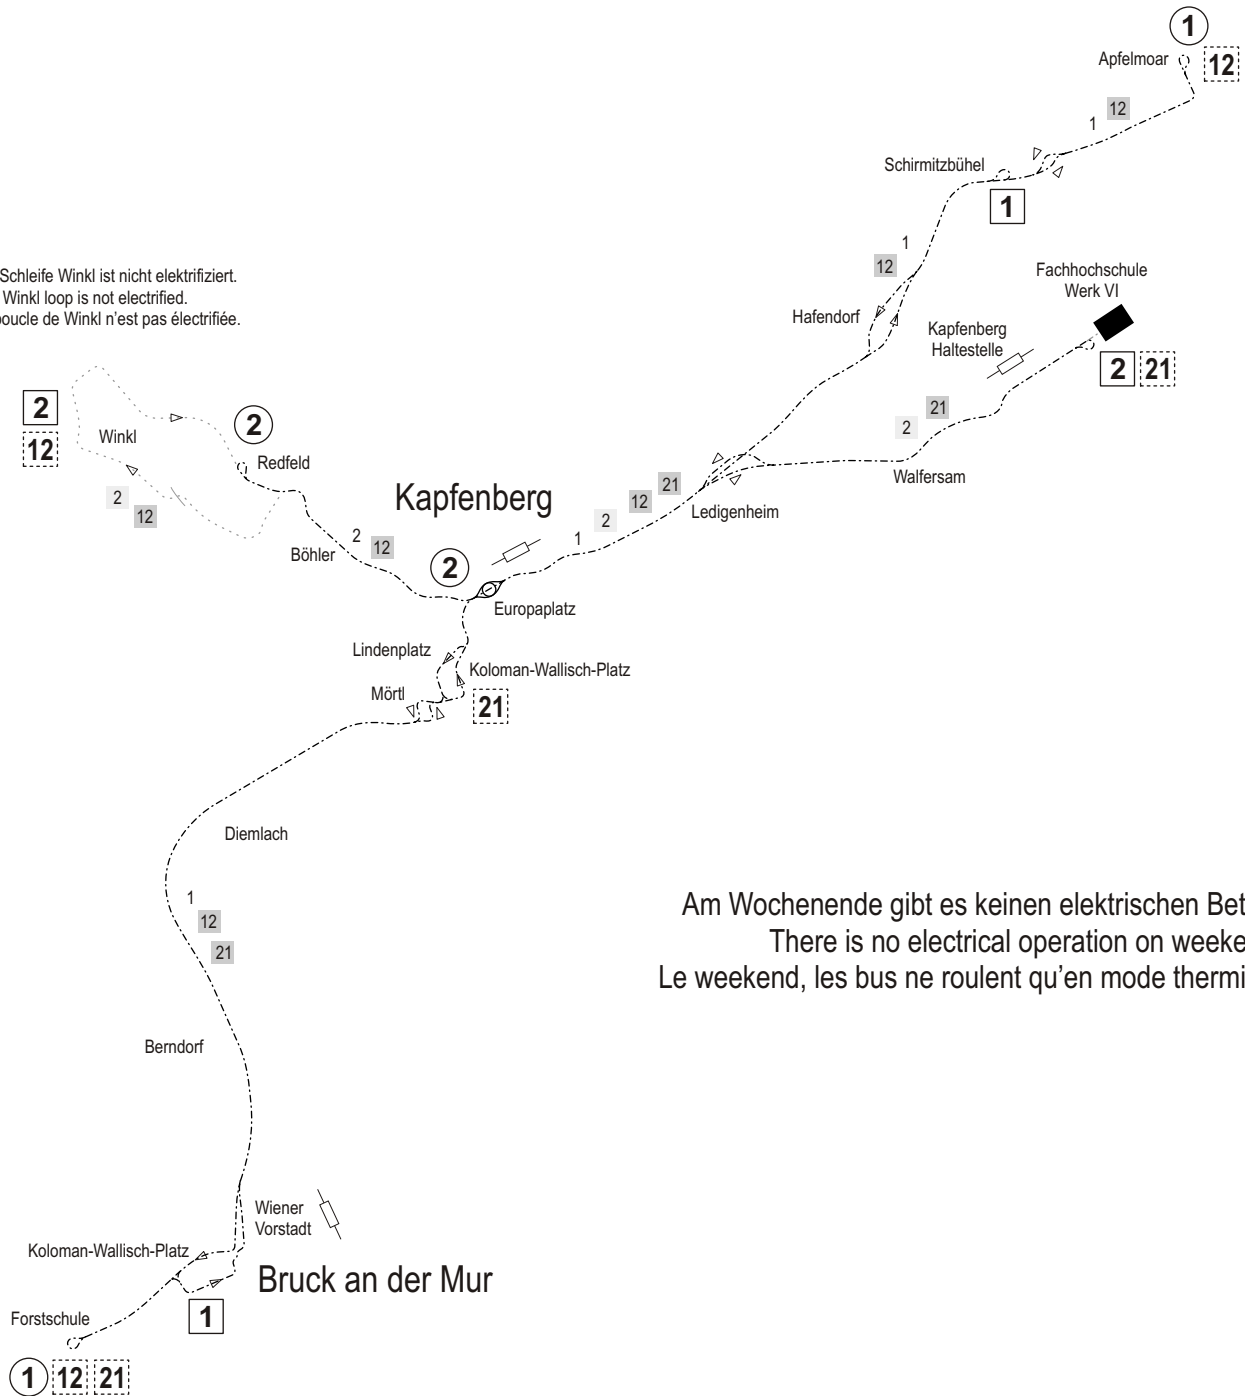 1
Apfelmoar
12
12
1
Schirmitzbühel
1
1
12
Schleife Winkl ist nicht elektrifiziert.
Winkl loop is not electrified.
boucle de Winkl n'est pas électrifiée.
Fachhochschule
Werk VI
Hafendorf
Kapfenberg
Haltestelle
2
21
2
12
Winkl
2
Redfeld
21
2
Walfersam
2
12
Kapfenberg
21
12
2
1
Ledigenheim
Böhler
2
12
2
Europaplatz
Lindenplatz
Koloman-Wallisch-Platz
Mörtl
21
Diemlach
1
12
21
Am Wochenende gibt es keinen elektrischen Bet
There is no electrical operation on weeke
Le weekend, les bus ne roulent qu'en mode thermi
Berndorf
Wiener
Vorstadt
Koloman-Wallisch-Platz
Bruck an der Mur
Forstschule
1
1
12
21